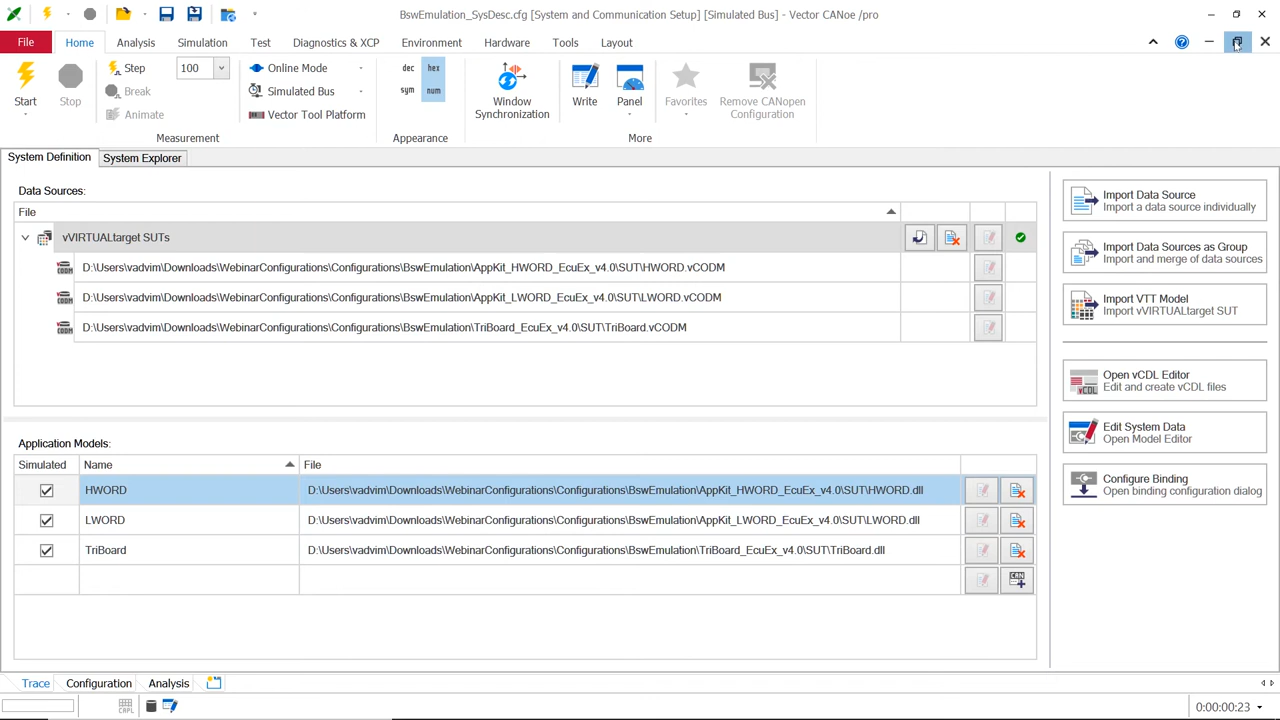 BswEmulation_SysDesc.cfg [System and Communication Setup] [Simulated Bus] - Vector CANoe /pro
File Home Analysis Simulation Test Diagnostics & XCP Environment Hardware Tools Layout
Start
Stop
Step
100
Break
Animate
Measurement
Online Mode
Simulated Bus
Vector Tool Platform
dec hex
sym num
Appearance
Window
Synchronization
Write
Panel
Favorites
Remove CANopen
Configuration
More
System Definition System Explorer
Data Sources:
File
vVIRTUALtarget SUTs
D:\Users\vadvim\Downloads\WebinarConfigurations\Configurations\BswEmulation\AppKit_HWORD_EcuEx_v4.0\SUT\HWORD.vCODM
D:\Users\vadvim\Downloads\WebinarConfigurations\Configurations\BswEmulation\AppKit_LWORD_EcuEx_v4.0\SUT\LWORD.vCODM
D:\Users\vadvim\Downloads\WebinarConfigurations\Configurations\BswEmulation\TriBoard_EcuEx_v4.0\SUT\TriBoard.vCODM
Application Models:
Simulated Name File
HWORD D:\Users\vadvim\Downloads\WebinarConfigurations\Configurations\BswEmulation\AppKit_HWORD_EcuEx_v4.0\SUT\HWORD.dll
LWORD D:\Users\vadvim\Downloads\WebinarConfigurations\Configurations\BswEmulation\AppKit_LWORD_EcuEx_v4.0\SUT\LWORD.dll
TriBoard D:\Users\vadvim\Downloads\WebinarConfigurations\Configurations\BswEmulation\TriBoard_EcuEx_v4.0\SUT\TriBoard.dll
CAN
Import Data Source
Import a data source individually
Import Data Sources as Group
Import and merge of data sources
Import VTT Model
Import vVIRTUALtarget SUT
vCDL
Open vCDL Editor
Edit and create vCDL files
Edit System Data
Open Model Editor
Configure Binding
Open binding configuration dialog
Trace Configuration Analysis
CAPL
0:00:00:23